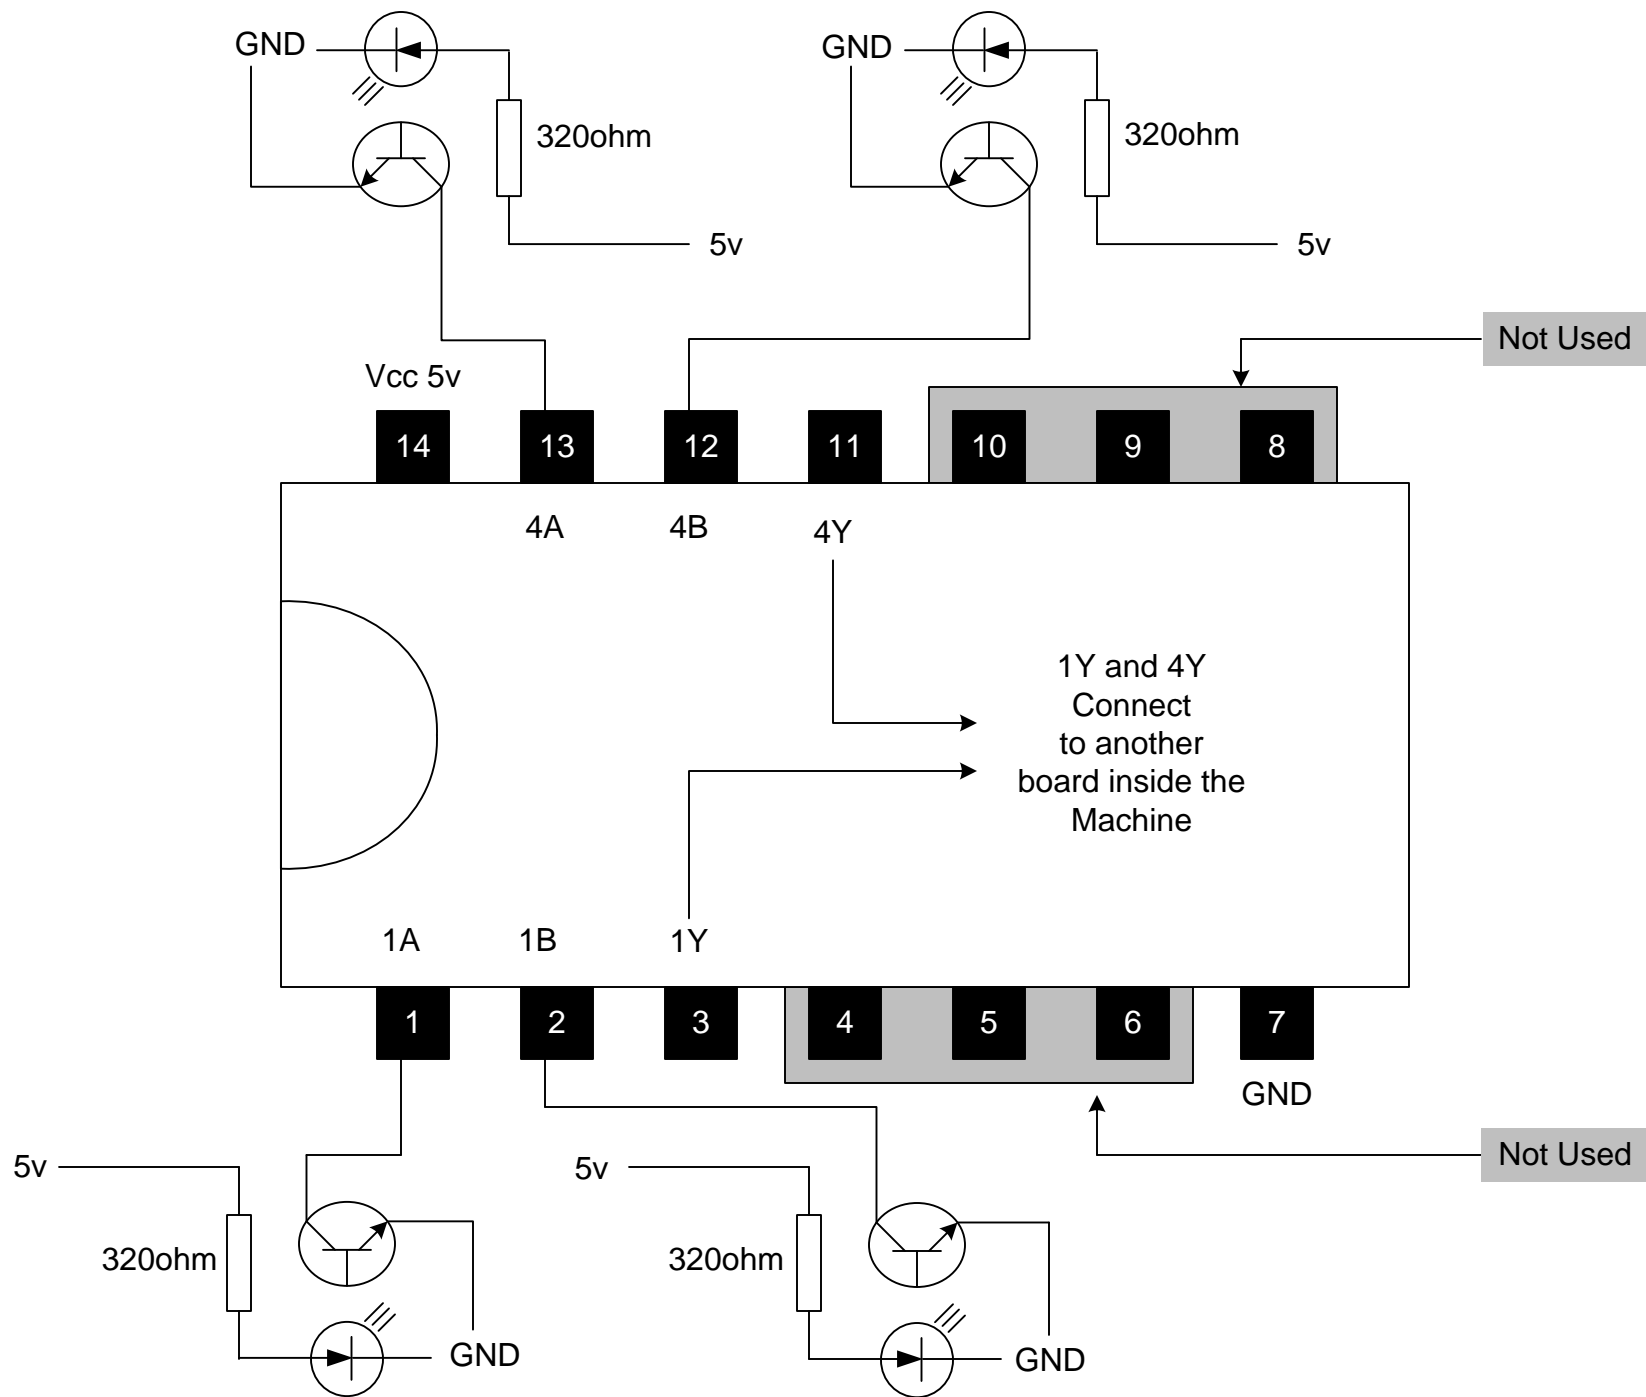 GND
GND
320ohm
320ohm
5v
5v
Not Used
Vcc 5v
14
13
12
11
10
9
8
4A
4B
4Y
1Y and 4Y
Connect
to another
board inside the
Machine
1A
1B
1Y
1
2
3
4
5
6
7
GND
Not Used
5v
5v
320ohm
320ohm
GND
GND